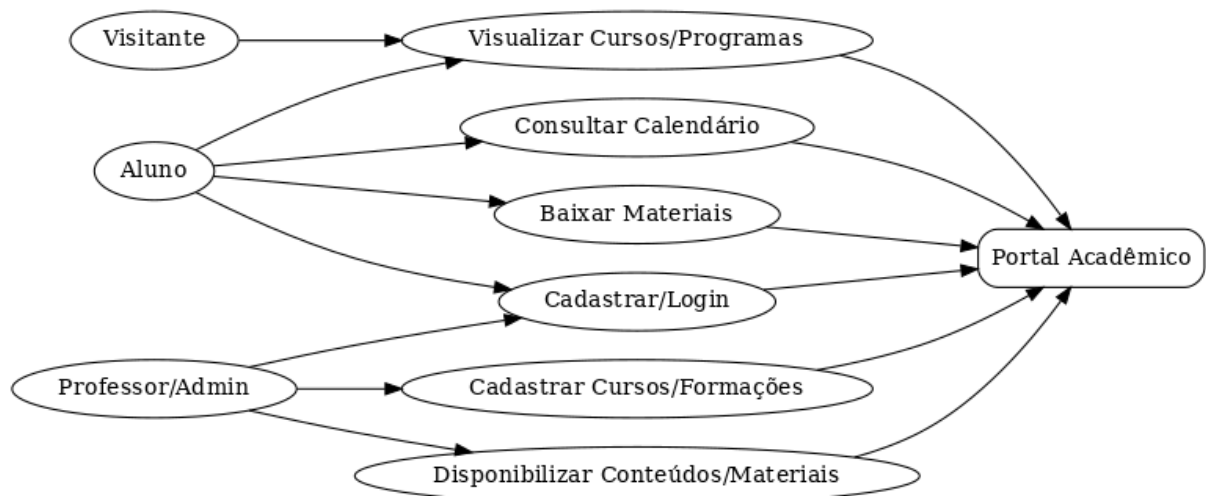 Visitante
Visualizar Cursos/Programas
Consultar Calendário
Aluno
Baixar Materiais
Portal Acadêmico
Cadastrar/Login
Professor/Admin
Cadastrar Cursos/Formações
Disponibilizar Conteúdos/Materiais